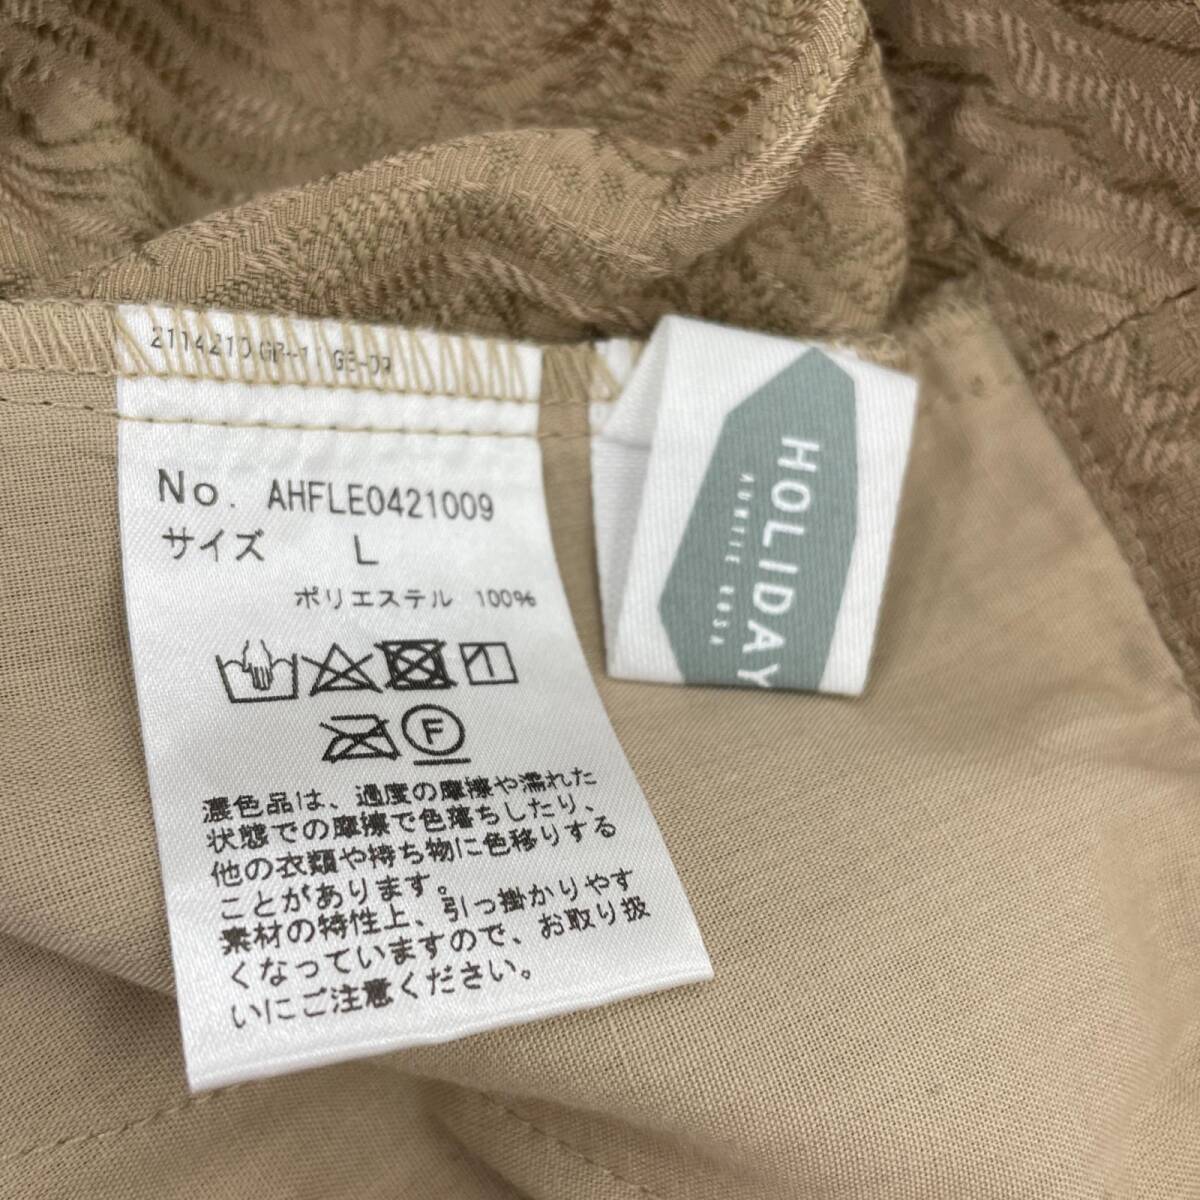 No. AHFLE0421009
サイズ L
ポリエステル 100%
F
濃色品は、過度の摩擦や濡れた
状態での摩擦で色落ちしたり、
他の衣類や持ち物に色移りする
ことがあります。
素材の特性上、引っ掛かりやす
くなっていますので、お取り扱
いにご注意ください。
HOLIDAY
AUNTIE ROSA